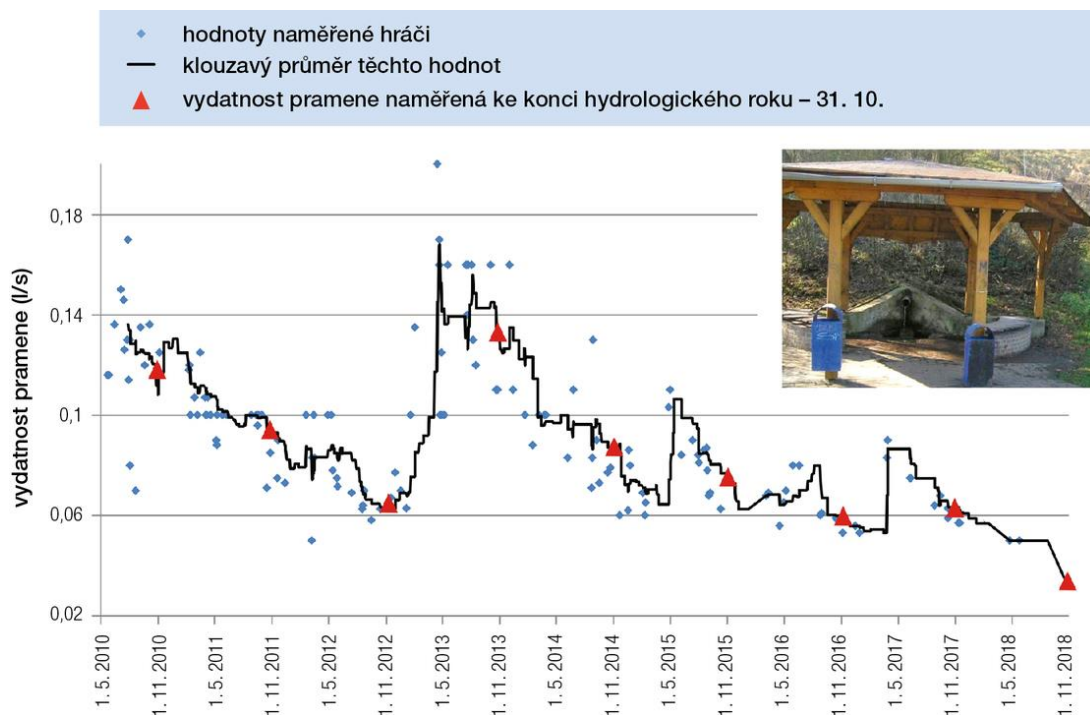 hodnoty naměřené hráči
klouzavý průměr těchto hodnot
vydatnost pramene naměřená ke konci hydrologického roku – 31. 10.
vydatnost pramene (l/s)
0,18
0,14
0,1
0,06
0,02
1. 5. 2010
1. 11. 2010
1. 5. 2011
1. 11. 2011
1. 5. 2012
1. 11. 2012
1. 5. 2013
1. 11. 2013
1. 5. 2014
1. 11. 2014
1. 5. 2015
1. 11. 2015
1. 5. 2016
1. 11. 2016
1. 5. 2017
1. 11. 2017
1. 5. 2018
1. 11. 2018